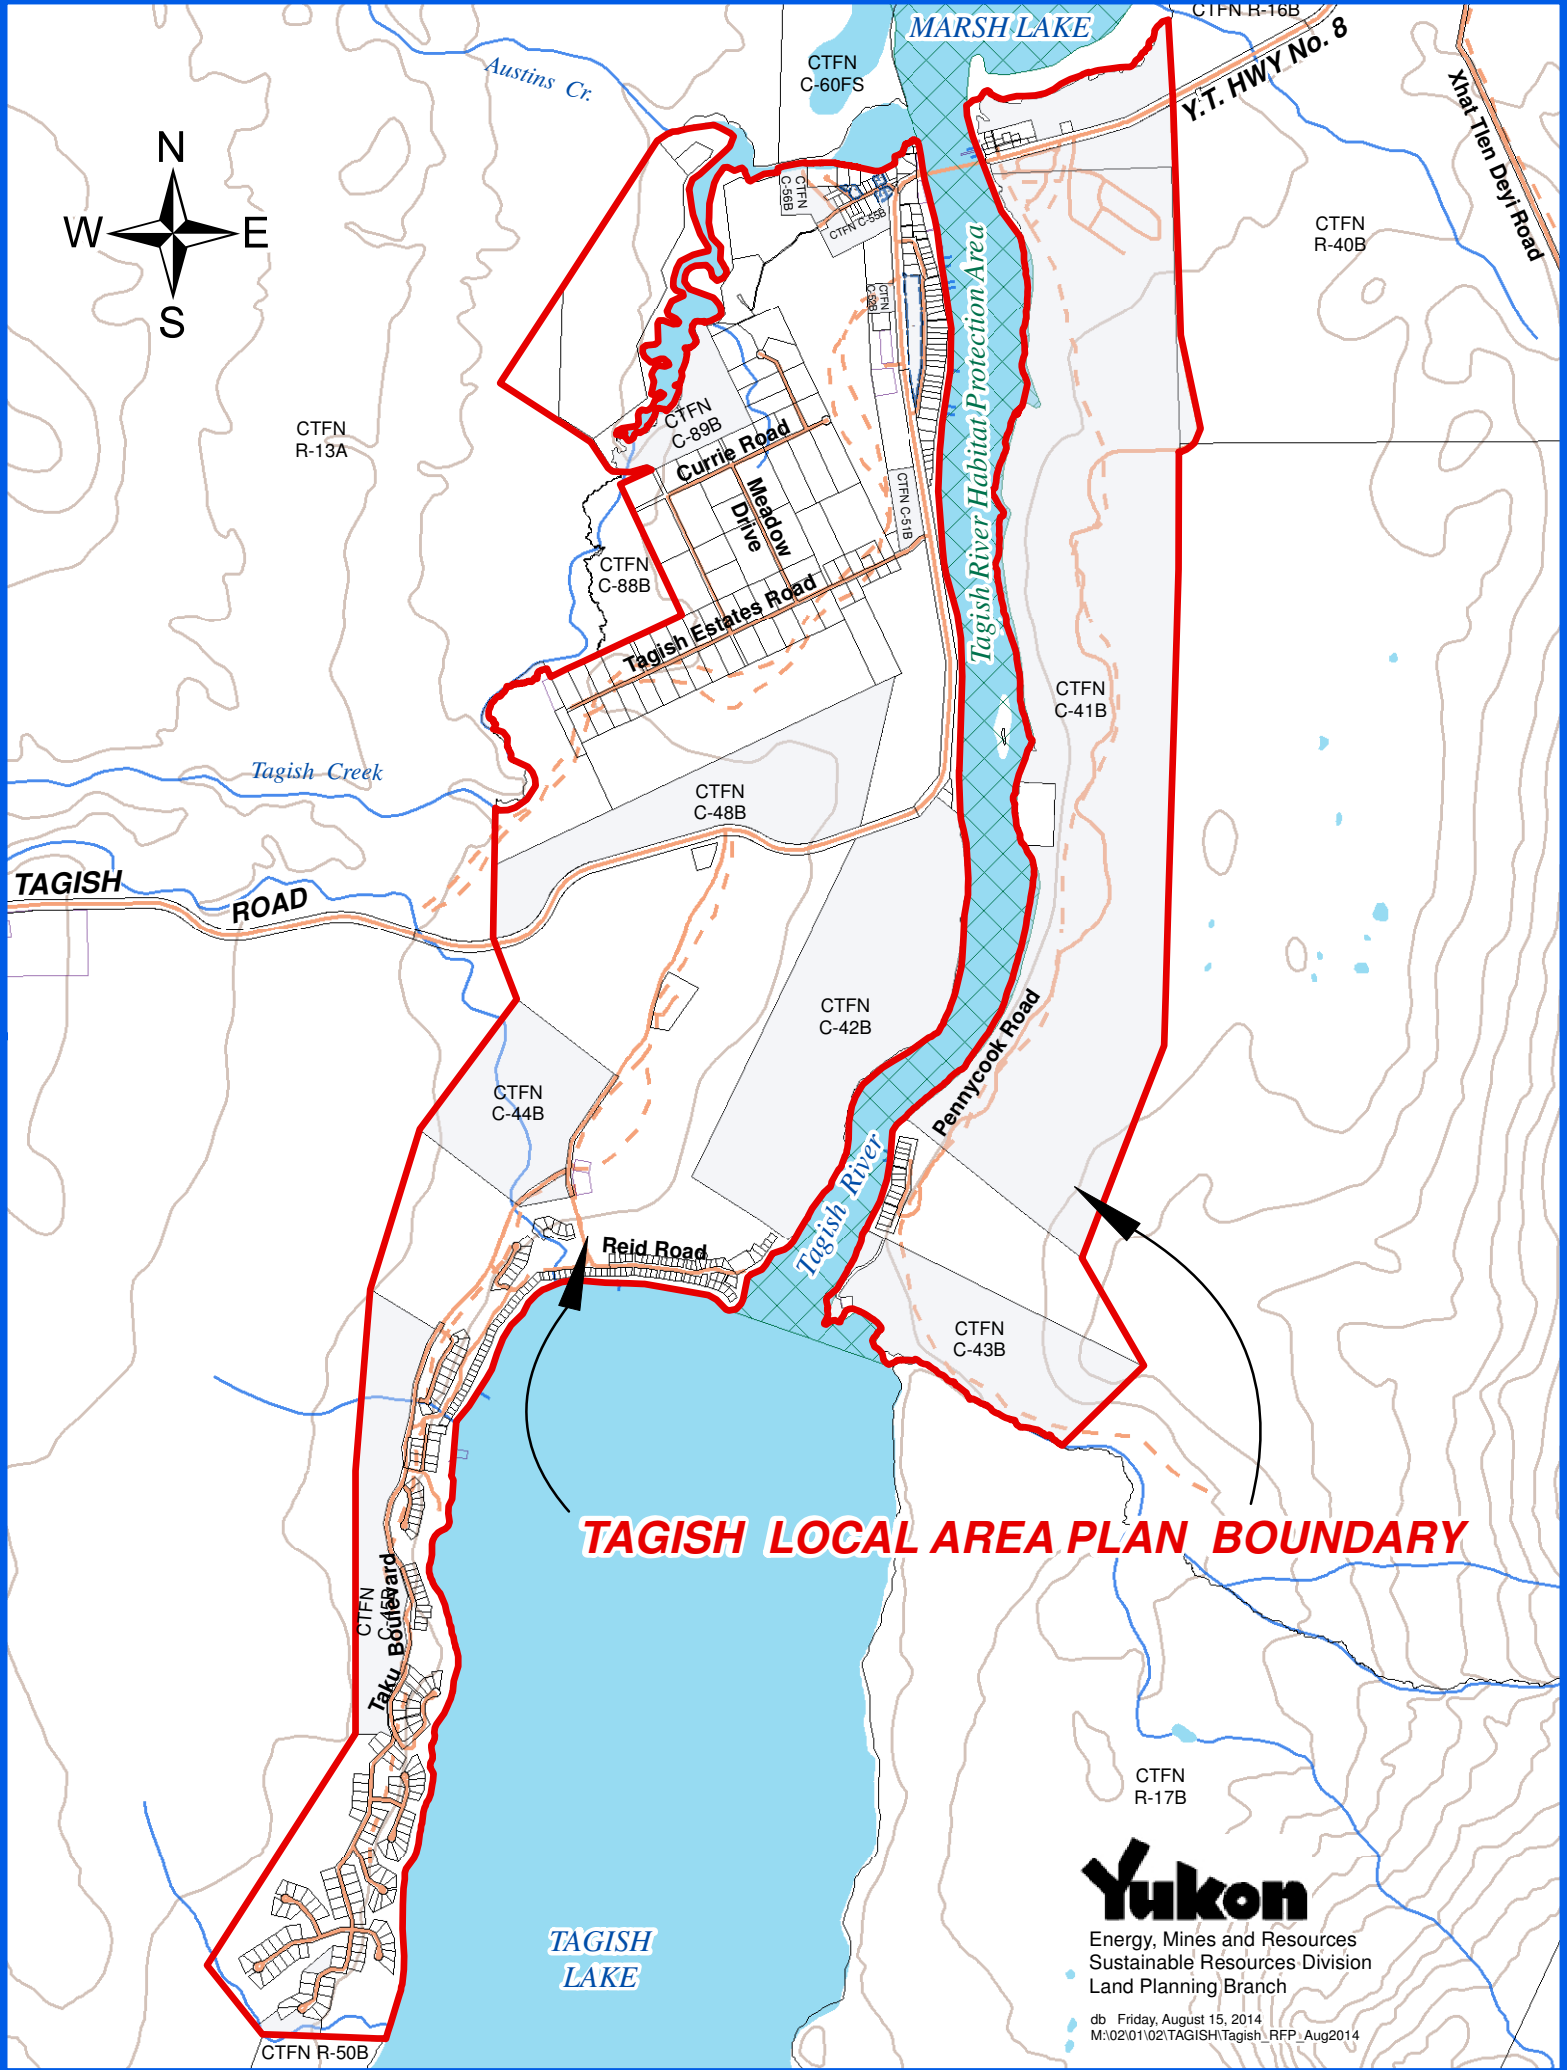 MARSH LAKE
CTFN R-16B
CTFN
C-60FS
Austins Cr.
Y.T. HWY No. 8
Xhat Tlen Deyi Road
N
W E
S
CTFN
C-56B
CTFN C-55B
CTFN
R-40B
Tagish River Habitat Protection Area
CTFN
C-52B
CTFN
R-13A
CTFN
C-89B
Currie Road
Meadow
Drive
CTFN C-51B
CTFN
C-88B
Tagish Estates Road
CTFN
C-41B
Tagish Creek
CTFN
C-48B
TAGISH
ROAD
CTFN
C-42B
Pennycook Road
CTFN
C-44B
Tagish River
Reid Road
CTFN
C-43B
TAGISH LOCAL AREA PLAN BOUNDARY
CTFN
Taku Boulevard
CTFN
R-17B
TAGISH
LAKE
Yukon
Energy, Mines and Resources
Sustainable Resources Division
Land Planning Branch
db Friday, August 15, 2014
M:\02\01\02\TAGISH\Tagish_RFP_Aug2014
CTFN R-50B